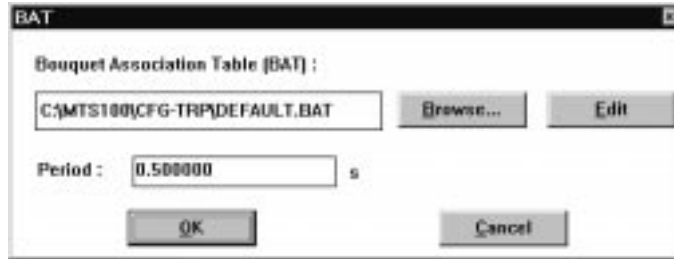 BAT
Bouquet Association Table (BAT) :
C:\MTS100\CFG-TRP\DEFAULT.BAT Browse... Edit
Period : 0.500000 s
OK Cancel